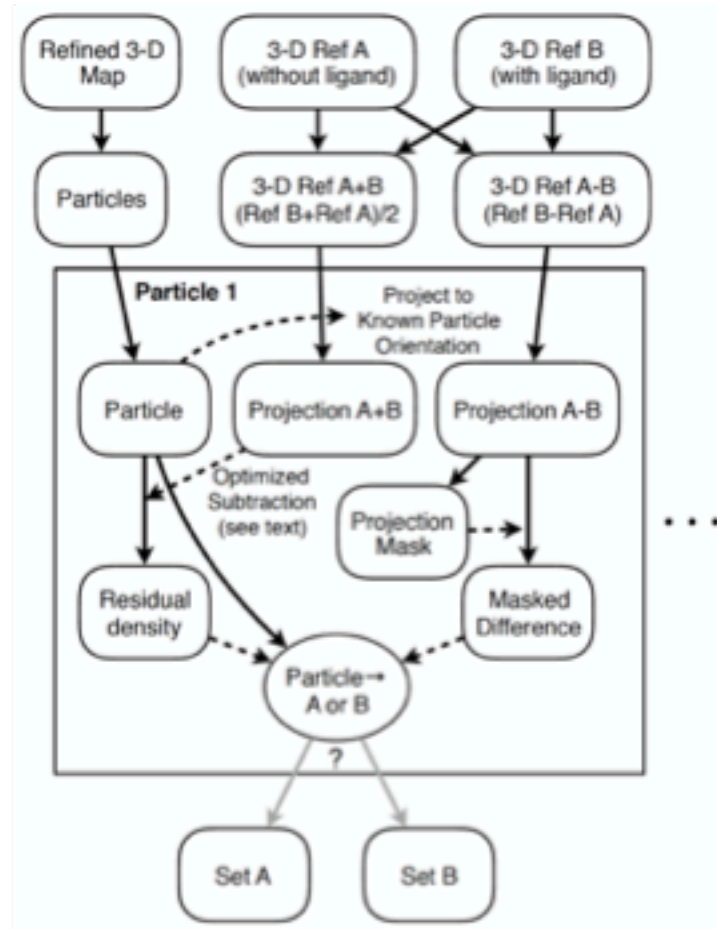 Refined 3-D
Map
3-D Ref A
(without ligand)
3-D Ref B
(with ligand)
Particles
3-D Ref A+B
(Ref B+Ref A)/2
3-D Ref A-B
(Ref B-Ref A)
Particle 1
Project to
Known Particle
Orientation
Particle
Projection A+B
Projection A-B
Optimized
Subtraction
(see text)
Projection
Mask
. . .
Residual
density
Masked
Difference
Particle→
A or B
?
Set A
Set B